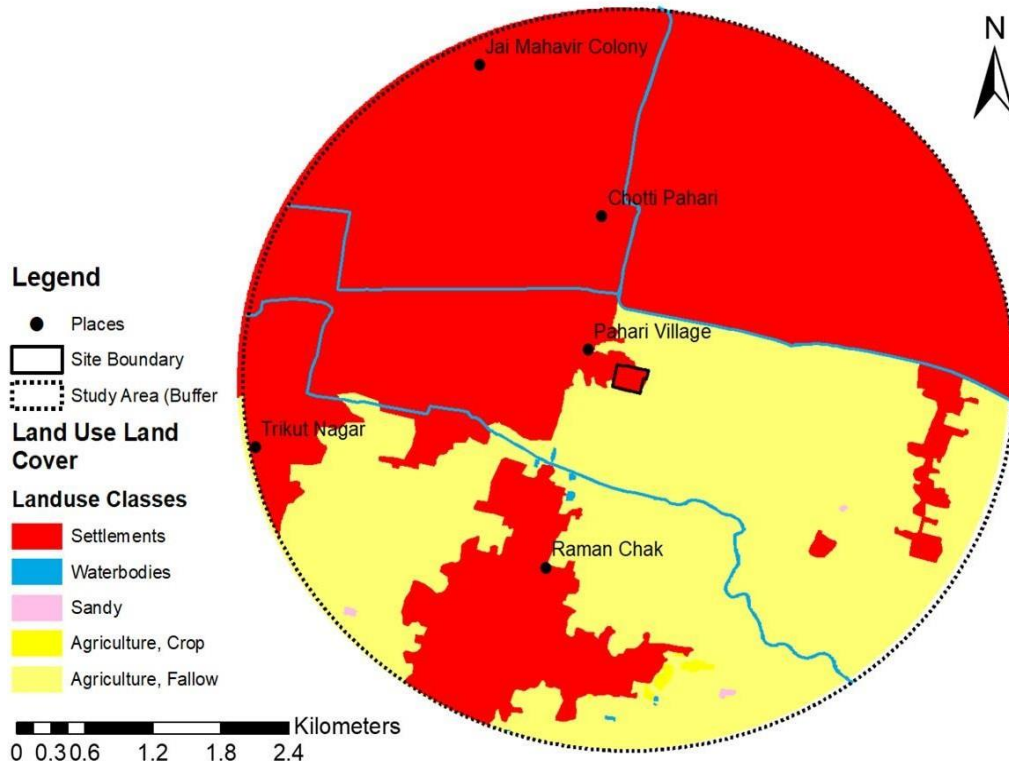 Jai Mahavir Colony
N
Chotti Pahari
Pahari Village
Trikut Nagar
Raman Chak
Legend
Places
Site Boundary
Study Area (Buffer
Land Use Land
Cover
Landuse Classes
Settlements
Waterbodies
Sandy
Agriculture, Crop
Agriculture, Fallow
Kilometers
0 0.3 0.6 1.2 1.8 2.4